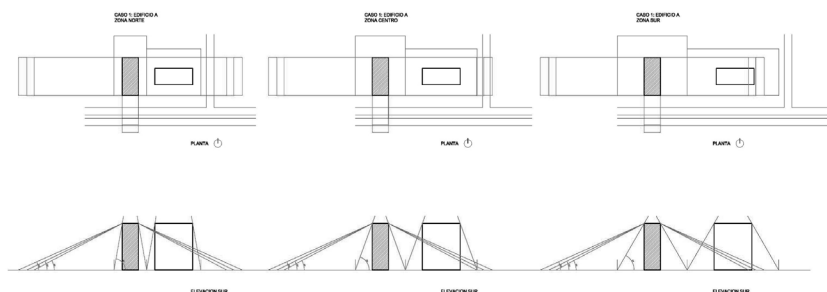 CASO 1: EDIFICIO A
ZONA NORTE
CASO 1: EDIFICIO A
ZONA CENTRO
CASO 1: EDIFICIO A
ZONA SUR
PLANTA
PLANTA
PLANTA
ELEVACION SUR
ELEVACION SUR
ELEVACION SUR